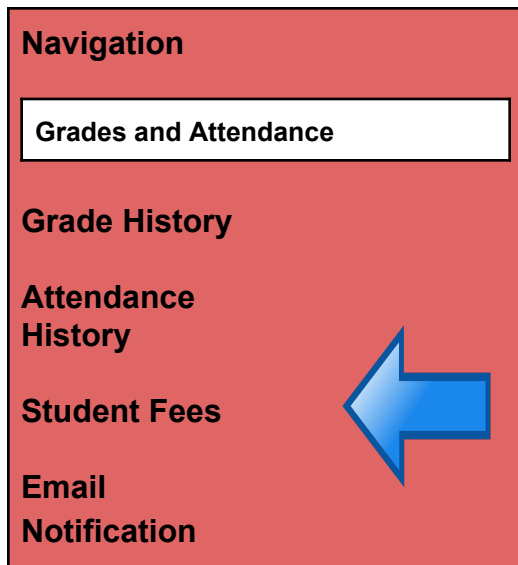 Navigation
Grades and Attendance
Grade History
Attendance
History
Student Fees
Email
Notification